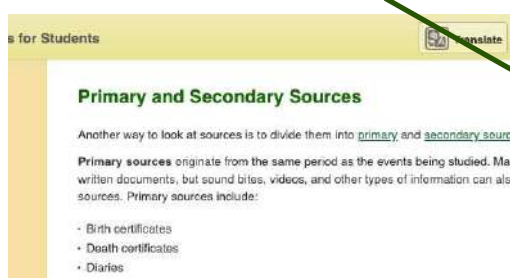 s for Students
Translate
Primary and Secondary Sources
Another way to look at sources is to divide them into primary and secondary sourc
Primary sources originate from the same period as the events being studied. Ma
written documents, but sound bites, videos, and other types of information can als
sources. Primary sources include:
• Birth certificates
• Death certificates
• Diaries